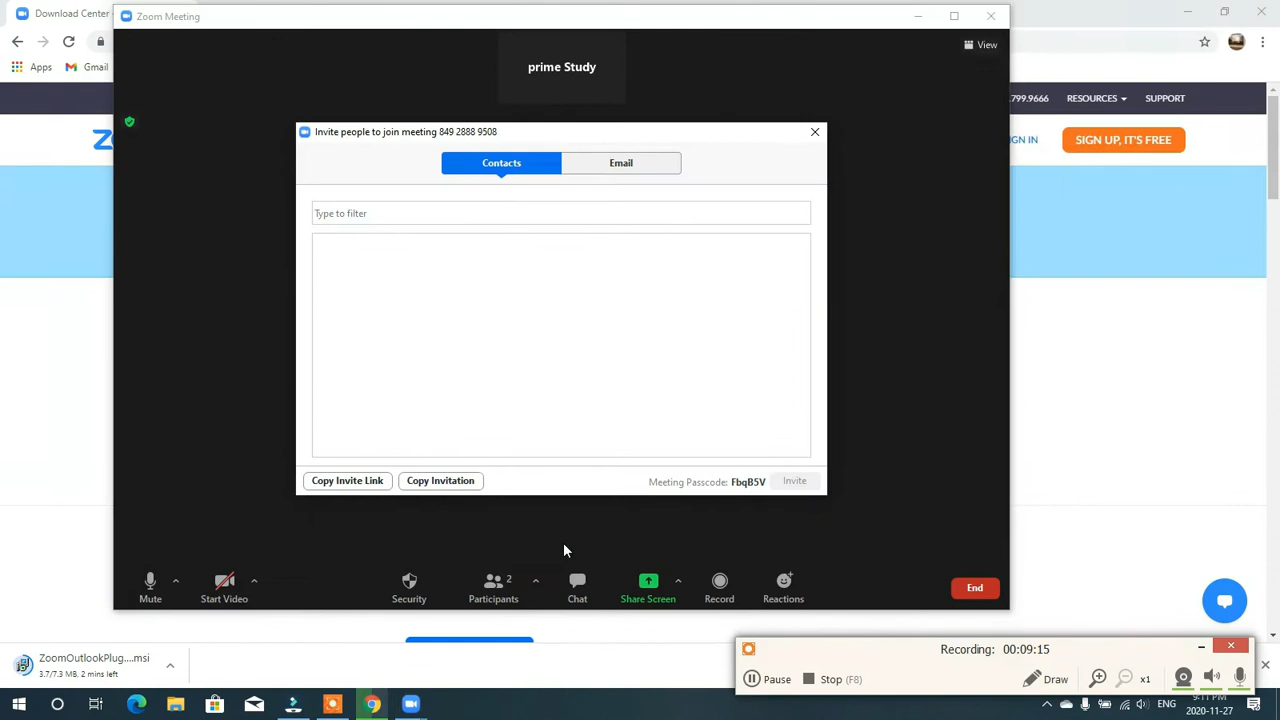 Download Center
Zoom Meeting
Apps
Gmail
View
prime Study
.799.9666
RESOURCES
SUPPORT
SIGN UP, IT'S FREE
Invite people to join meeting 849 2888 9508
Contacts
Email
Type to filter
Copy Invite Link
Copy Invitation
Meeting Passcode: FbqB5V
Invite
Mute
Start Video
Security
Participants
2
Chat
Share Screen
Record
Reactions
End
ZoomOutlookPlug....msi
3.7/7.3 MB, 2 mins left
Recording: 00:09:15
Pause
Stop (F8)
Draw
x1
9:11 PM
2020-11-27